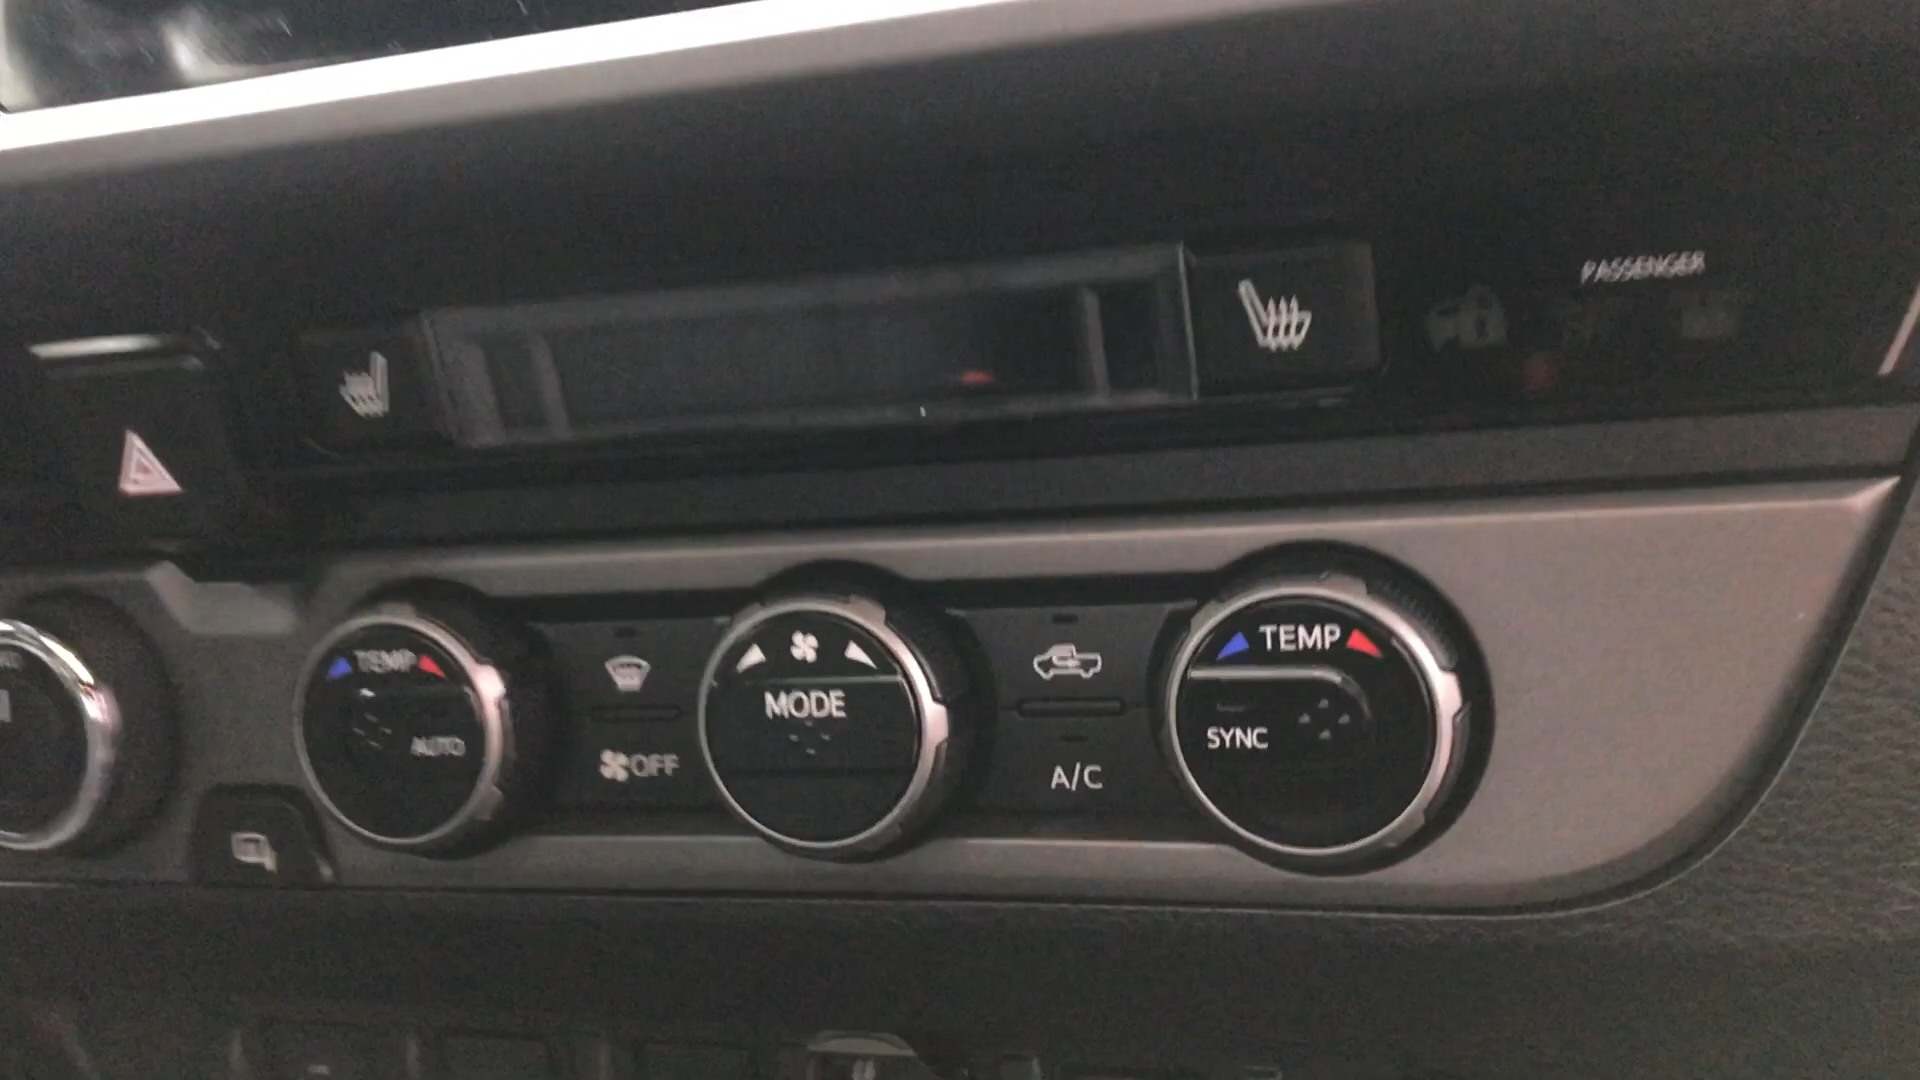 PASSENGER
TEMP
AUTO
OFF
MODE
A/C
TEMP
SYNC